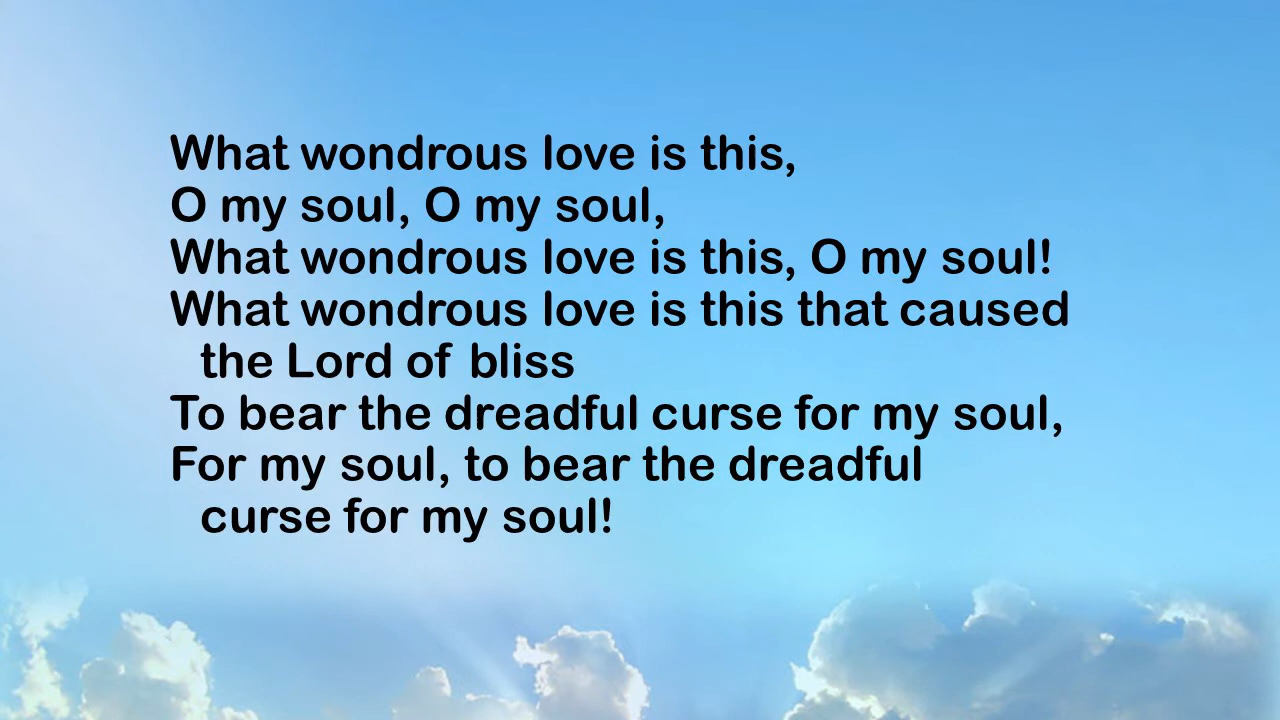 What wondrous love is this,
O my soul, O my soul,
What wondrous love is this, O my soul!
What wondrous love is this that caused
the Lord of bliss
To bear the dreadful curse for my soul,
For my soul, to bear the dreadful
curse for my soul!